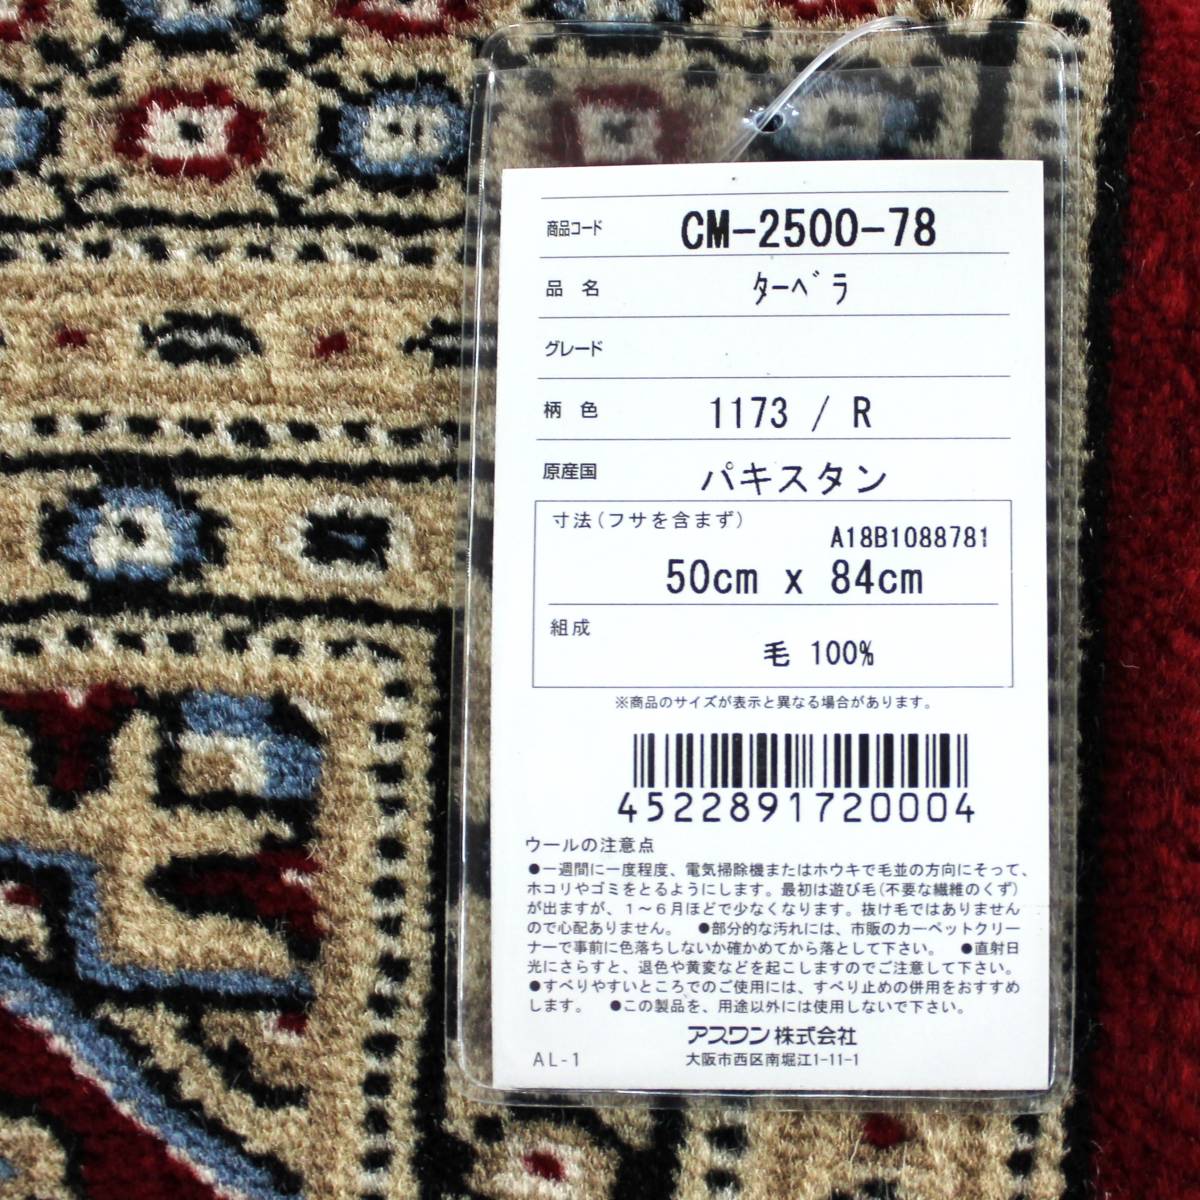 商品コード CM-2500-78
品名 ﾀｰﾍﾞﾗ
グレード
柄色 1173 / R
原産国 パキスタン
寸法(フサを含まず)
A18B1088781
50cm x 84cm
組成
毛 100%
※商品のサイズが表示と異なる場合があります。
4522891720004
ウールの注意点
●一週間に一度程度、電気掃除機またはホウキで毛並の方向にそって、
ホコリやゴミをとるようにします。最初は遊び毛(不要な繊維のくず)
が出ますが、1～6月ほどで少なくなります。抜け毛ではありません
ので心配ありません。 ●部分的な汚れには、市販のカーペットクリー
ナーで事前に色落ちしないか確かめてから落として下さい。 ●直射日
光にさらすと、退色や黄変などを起こしますのでご注意して下さい。
●すべりやすいところでのご使用には、すべり止めの併用をおすすめ
します。 ●この製品を、用途以外には使用しないで下さい。
アスワン株式会社
AL-1 大阪市西区南堀江1-11-1